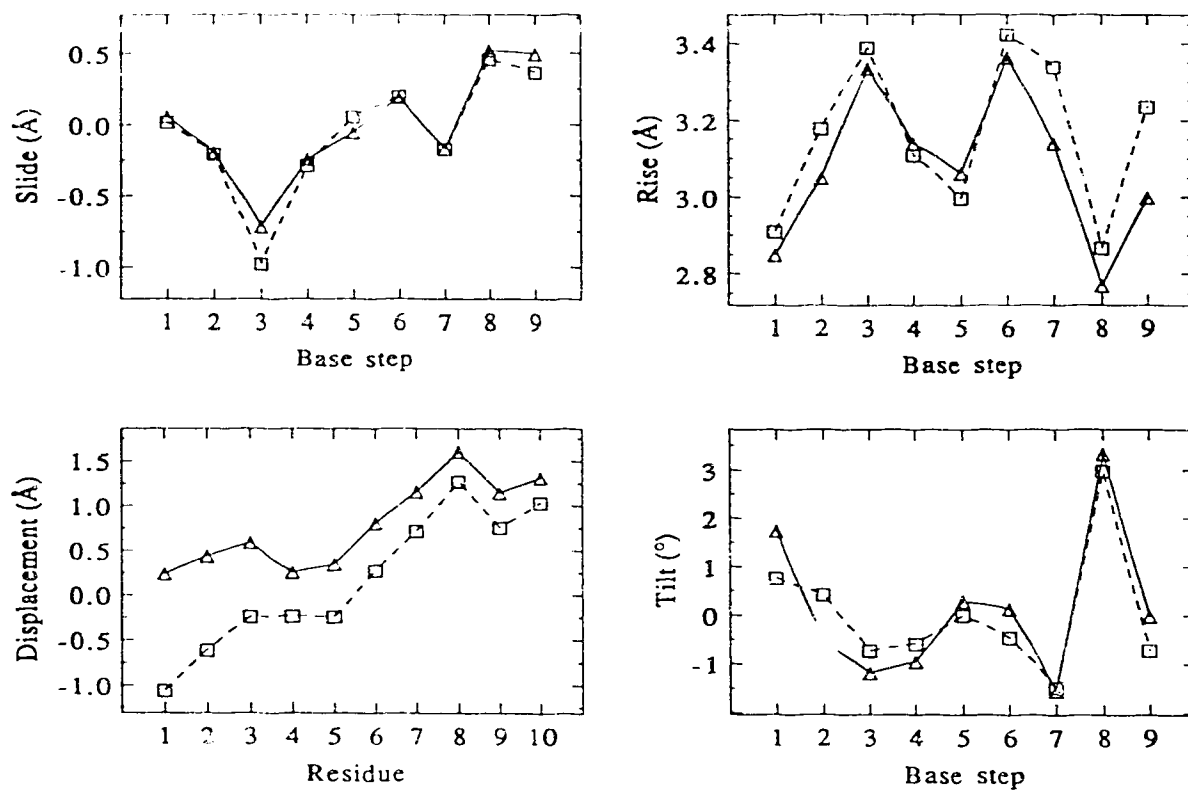 Slide (Å)
0.5
0.0
-0.5
-1.0
1 2 3 4 5 6 7 8 9
Base step
Rise (Å)
3.4
3.2
3.0
2.8
1 2 3 4 5 6 7 8 9
Base step
Displacement (Å)
1.5
1.0
0.5
0.0
-0.5
-1.0
1 2 3 4 5 6 7 8 9 10
Residue
Tilt (°)
3
2
1
0
-1
1 2 3 4 5 6 7 8 9
Base step